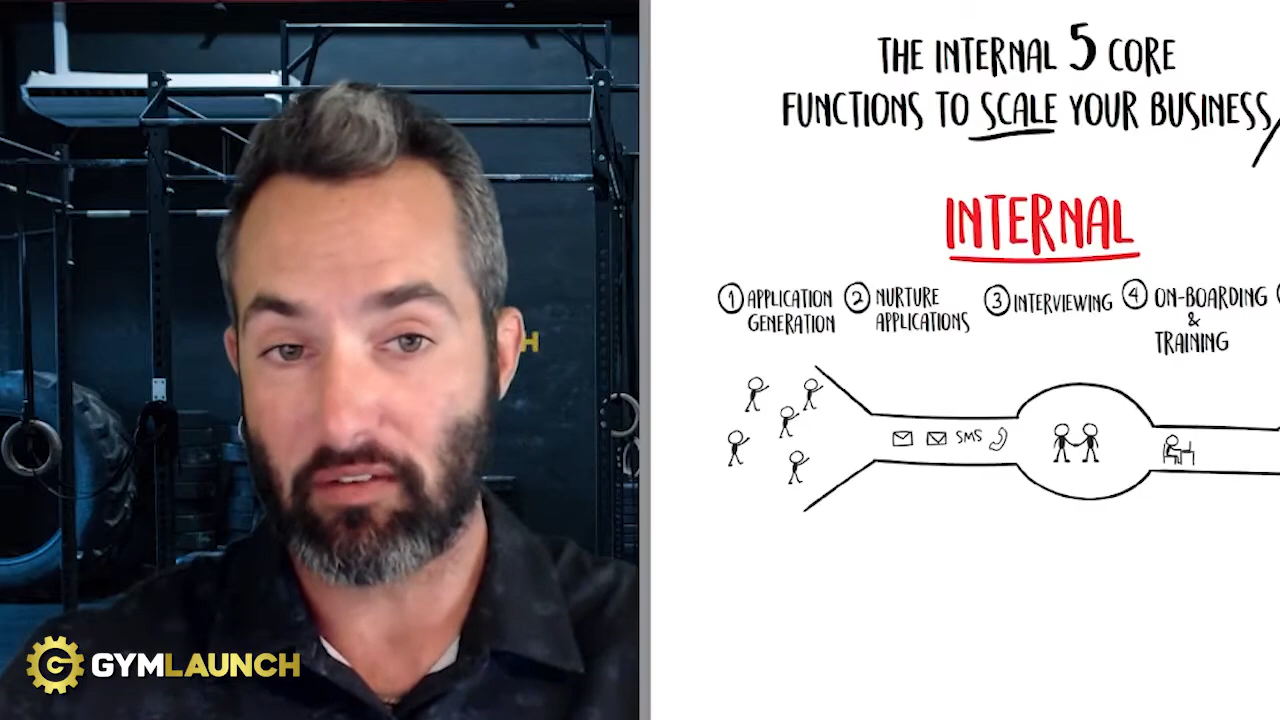 THE INTERNAL 5 CORE
FUNCTIONS TO SCALE YOUR BUSINESS
INTERNAL
1 APPLICATION
GENERATION
2 NURTURE
APPLICATIONS
3 INTERVIEWING
4 ON-BOARDING
&
TRAINING
SMS
H
G GYMLAUNCH